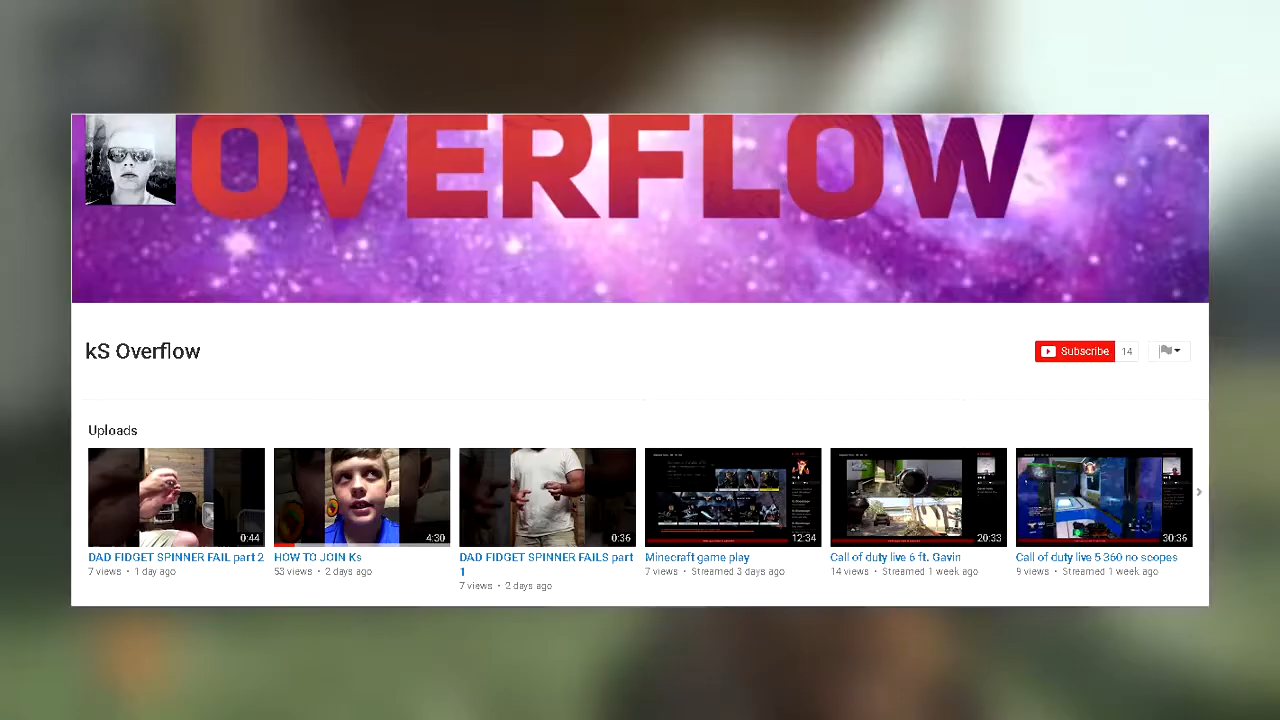 OVERFLOW
kS Overflow
Subscribe 14
Uploads
0:44 4:30 0:36 12:34 20:33 30:36
DAD FIDGET SPINNER FAIL part 2
7 views • 1 day ago
HOW TO JOIN Ks
53 views • 2 days ago
DAD FIDGET SPINNER FAILS part
1
7 views • 2 days ago
Minecraft game play
7 views • Streamed 3 days ago
Call of duty live 6 ft. Gavin
14 views • Streamed 1 week ago
Call of duty live 5 360 no scopes
9 views • Streamed 1 week ago